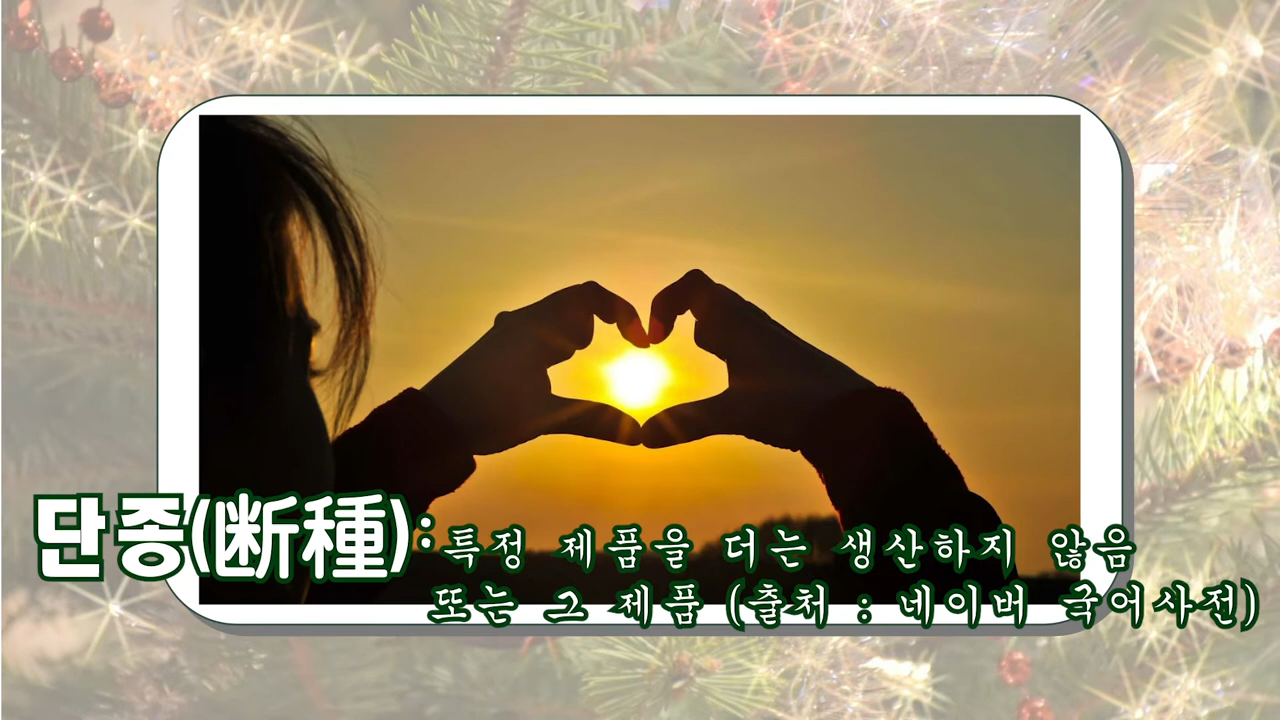 단종(断種):특정 제품을 더는 생산하지 않음
또는 그 제품 (출처 : 네이버 국어사전)